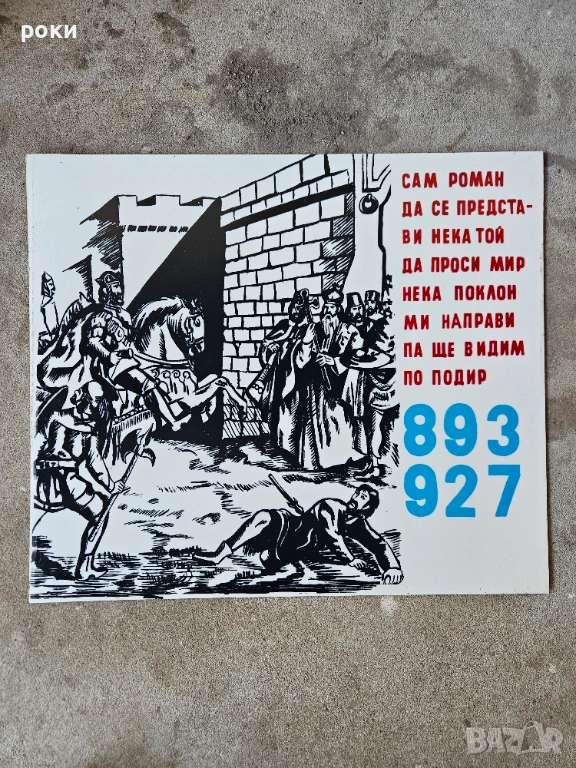 роки
САМ РОМАН
ДА СЕ ПРЕДСТА-
ВИ НЕКА ТОЙ
ДА ПРОСИ МИР
НЕКА ПОКЛОН
МИ НАПРАВИ
ПА ЩЕ ВИДИМ
ПО ПОДИР
893
927
BAZAR